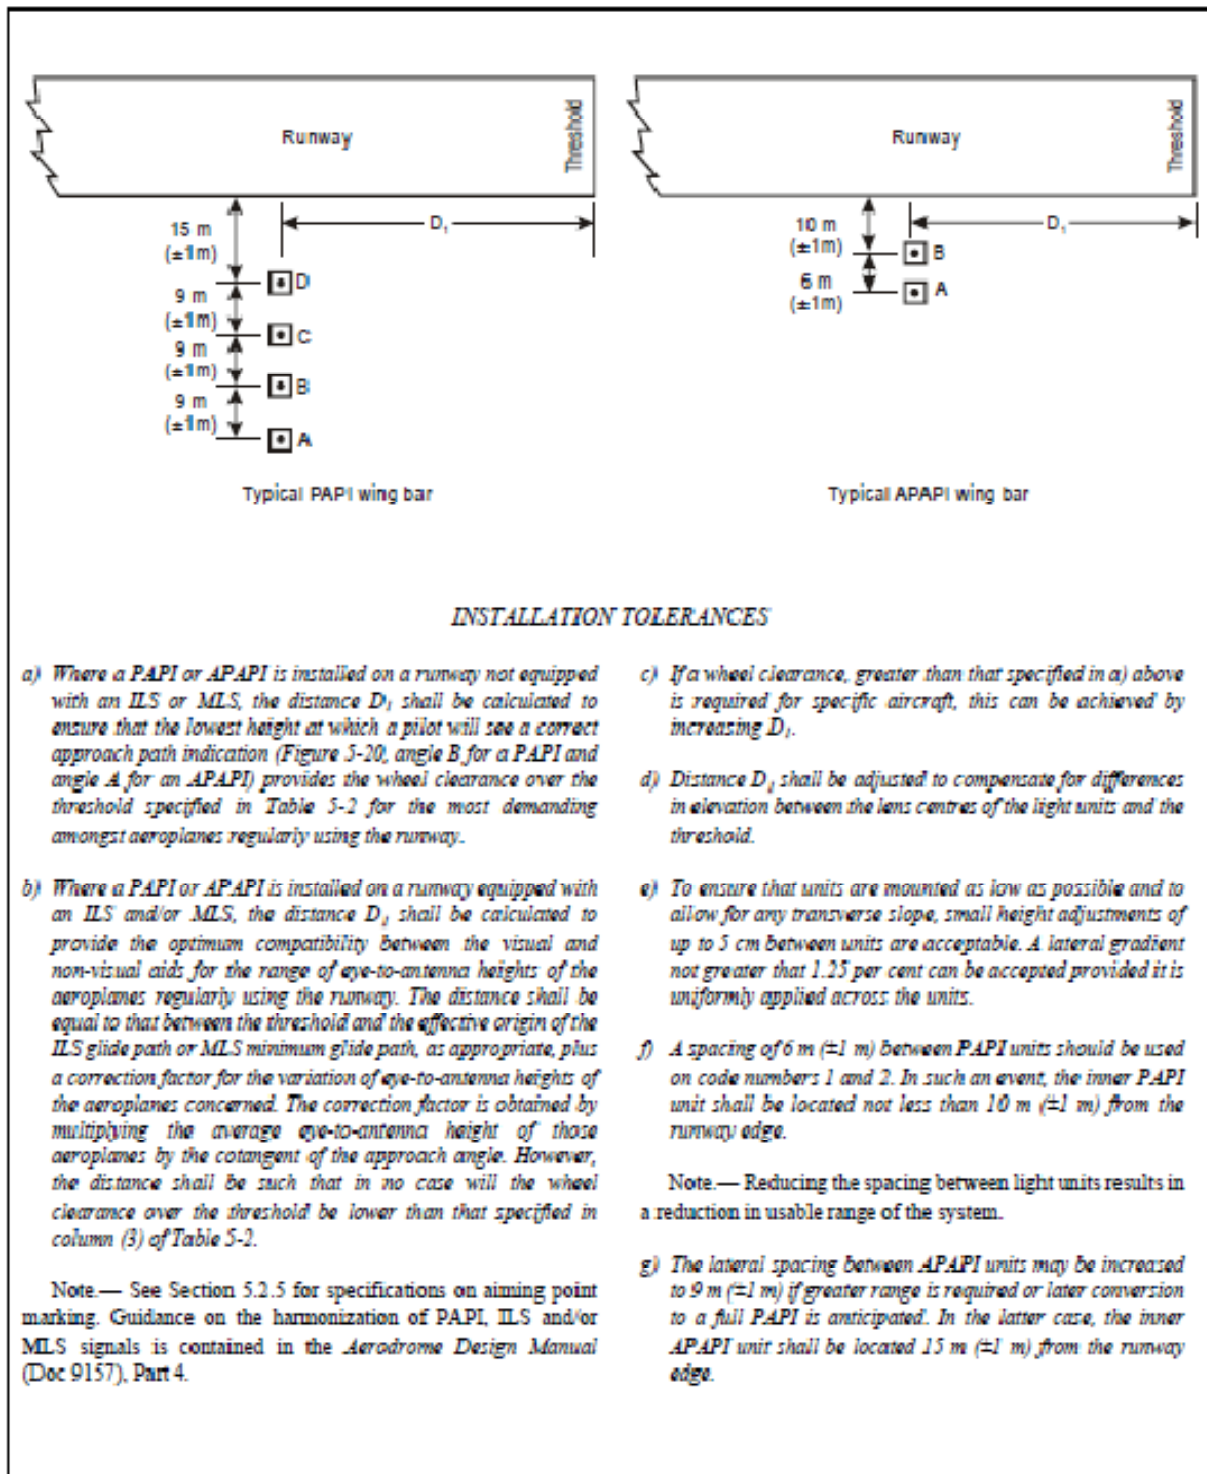 Runway
Threshold
15 m
(±1m)
D₁
D
9 m
(±1m)
C
9 m
(±1m)
B
9 m
(±1m)
A
Typical PAPI wing bar
Runway
Threshold
10 m
(±1m)
D₁
B
6 m
(±1m)
A
Typical APAPI wing bar
INSTALLATION TOLERANCES
a) Where a PAPI or APAPI is installed on a runway not equipped
with an ILS or MLS, the distance D₁ shall be calculated to
ensure that the lowest height at which a pilot will see a correct
approach path indication (Figure 5-20, angle B for a PAPI and
angle A for an APAPI) provides the wheel clearance over the
threshold specified in Table 5-2 for the most demanding
amongst aeroplanes regularly using the runway.
b) Where a PAPI or APAPI is installed on a runway equipped with
an ILS and/or MLS, the distance D₁ shall be calculated to
provide the optimum compatibility between the visual and
non-visual aids for the range of eye-to-antenna heights of the
aeroplanes regularly using the runway. The distance shall be
equal to that between the threshold and the effective origin of the
ILS glide path or MLS minimum glide path, as appropriate, plus
a correction factor for the variation of eye-to-antenna heights of
the aeroplanes concerned. The correction factor is obtained by
multiplying the average eye-to-antenna height of those
aeroplanes by the cotangent of the approach angle. However,
the distance shall be such that in no case will the wheel
clearance over the threshold be lower than that specified in
column (3) of Table 5-2.
Note.— See Section 5.2.5 for specifications on aiming point
marking. Guidance on the harmonization of PAPI, ILS and/or
MLS signals is contained in the Aerodrome Design Manual
(Doc 9157), Part 4.
c) If a wheel clearance, greater than that specified in a) above
is required for specific aircraft, this can be achieved by
increasing D₁.
d) Distance D₁ shall be adjusted to compensate for differences
in elevation between the lens centres of the light units and the
threshold.
e) To ensure that units are mounted as low as possible and to
allow for any transverse slope, small height adjustments of
up to 5 cm between units are acceptable. A lateral gradient
not greater that 1.25 per cent can be accepted provided it is
uniformly applied across the units.
f) A spacing of 6 m (±1 m) between PAPI units should be used
on code numbers 1 and 2. In such an event, the inner PAPI
unit shall be located not less than 10 m (±1 m) from the
runway edge.
Note.— Reducing the spacing between light units results in
a reduction in usable range of the system.
g) The lateral spacing between APAPI units may be increased
to 9 m (±1 m) if greater range is required or later conversion
to a full PAPI is anticipated. In the latter case, the inner
APAPI unit shall be located 15 m (±1 m) from the runway
edge.